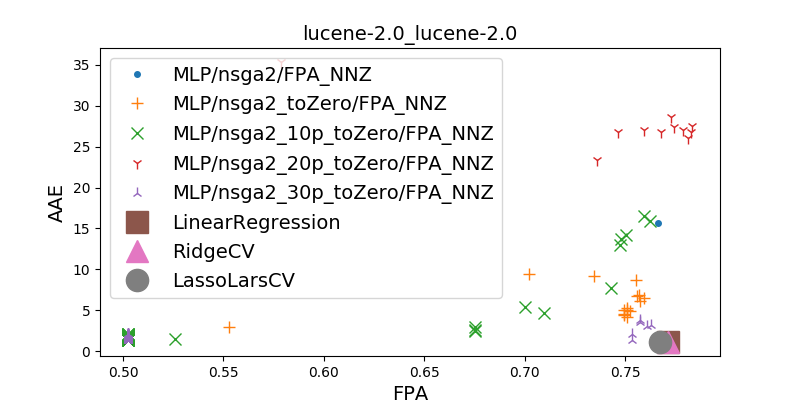 lucene-2.0_lucene-2.0
35
30
25
20
15
10
5
0
AAE
MLP/nsga2/FPA_NNZ
MLP/nsga2_toZero/FPA_NNZ
MLP/nsga2_10p_toZero/FPA_NNZ
MLP/nsga2_20p_toZero/FPA_NNZ
MLP/nsga2_30p_toZero/FPA_NNZ
LinearRegression
RidgeCV
LassoLarsCV
0.50 0.55 0.60 0.65 0.70 0.75
FPA